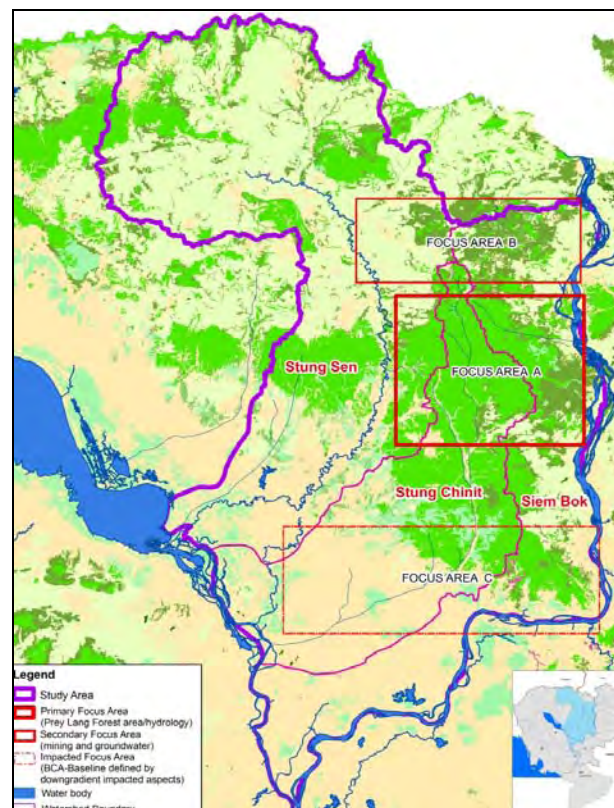 FOCUS AREA B
Stung Sen
FOCUS AREA A
Stung Chinit
Siem Bok
FOCUS AREA C
Legend
Study Area
Primary Focus Area
(Prey Lang Forest area/hydrology)
Secondary Focus Area
(mining and groundwater)
Impacted Focus Area
(BCA-Baseline defined by
downgradient impacted aspects)
Water body
Watershed Boundary